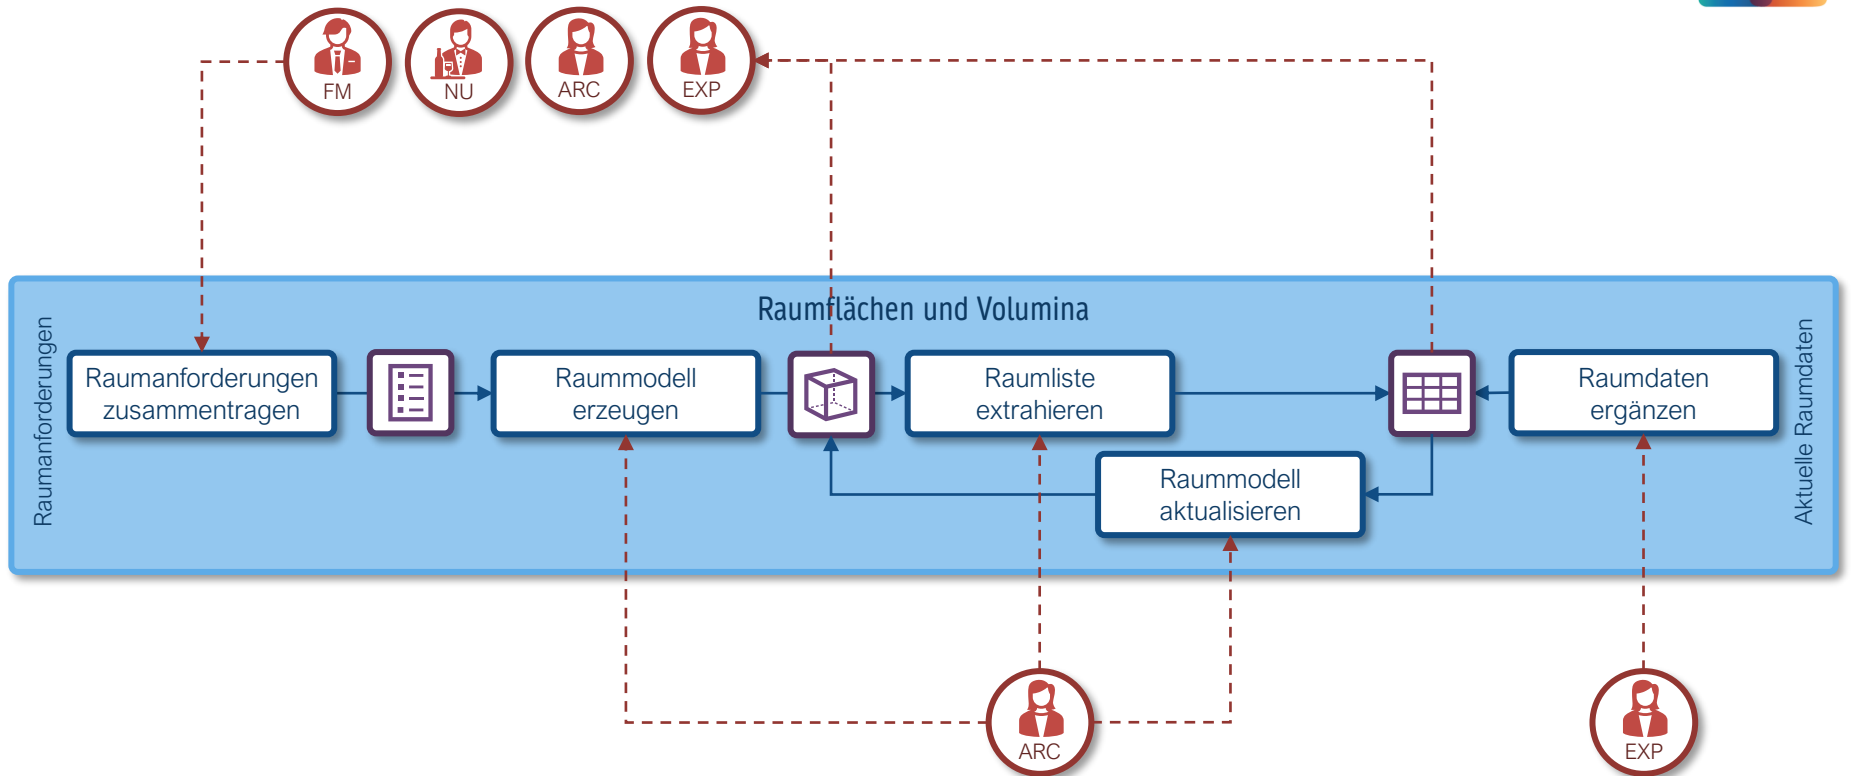 FM
NU
ARC
EXP
Raumflächen und Volumina
Raumanforderungen
Raumanforderungen
zusammentragen
Raummodell
erzeugen
Raumliste
extrahieren
Raumdaten
ergänzen
Aktuelle Raumdaten
Raummodell
aktualisieren
ARC
EXP